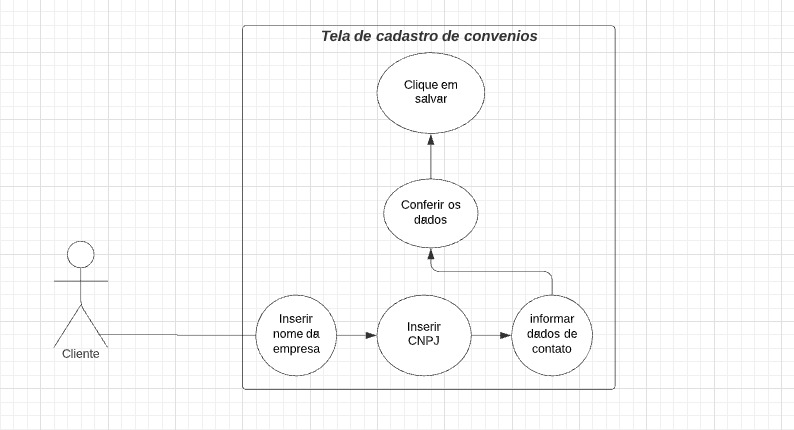 Tela de cadastro de convenios
Clique em
salvar
Conferir os
dados
Cliente
Inserir
nome da
empresa
Inserir
CNPJ
informar
dados de
contato